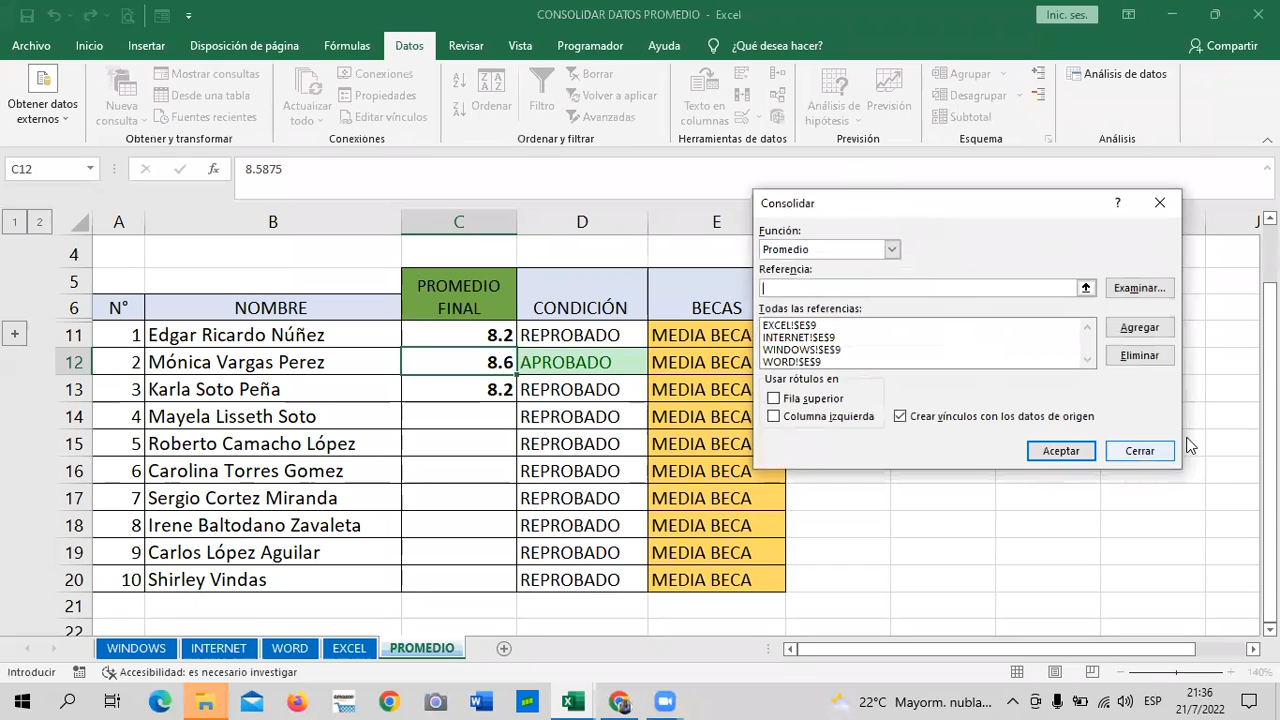 CONSOLIDAR DATOS PROMEDIO - Excel
Inic. ses.
Archivo Inicio Insertar Disposición de página Fórmulas Datos Revisar Vista Programador Ayuda ¿Qué desea hacer? Compartir
Obtener datos externos
Nueva consulta
Mostrar consultas
Desde una tabla
Fuentes recientes
Obtener y transformar
Actualizar todo
Conexiones
Propiedades
Editar vínculos
Conexiones
Ordenar
Filtro
Borrar
Volver a aplicar
Avanzadas
Ordenar y filtrar
Texto en columnas
Herramientas de datos
Análisis de hipótesis
Previsión
Previsión
Agrupar
Desagrupar
Subtotal
Esquema
Análisis de datos
Análisis
C12 fx 8.5875
1 2 A B C D E J
4
5 PROMEDIO
6 N° NOMBRE FINAL CONDICIÓN BECAS
11 1 Edgar Ricardo Núñez 8.2 REPROBADO MEDIA BECA
12 2 Mónica Vargas Perez 8.6 APROBADO MEDIA BECA
13 3 Karla Soto Peña 8.2 REPROBADO MEDIA BECA
14 4 Mayela Lisseth Soto REPROBADO MEDIA BECA
15 5 Roberto Camacho López REPROBADO MEDIA BECA
16 6 Carolina Torres Gomez REPROBADO MEDIA BECA
17 7 Sergio Cortez Miranda REPROBADO MEDIA BECA
18 8 Irene Baltodano Zavaleta REPROBADO MEDIA BECA
19 9 Carlos López Aguilar REPROBADO MEDIA BECA
20 10 Shirley Vindas REPROBADO MEDIA BECA
21
22
Consolidar ?
Función:
Promedio
Referencia:
Examinar...
Todas las referencias:
EXCEL!$E$9
INTERNET!$E$9
WINDOWS!$E$9
WORD!$E$9
Agregar
Eliminar
Usar rótulos en
Fila superior
Columna izquierda
Crear vínculos con los datos de origen
Aceptar Cerrar
WINDOWS INTERNET WORD EXCEL PROMEDIO
Introducir Accesibilidad: es necesario investigar 140%
22°C Mayorm. nubla... ESP 21:36
21/7/2022